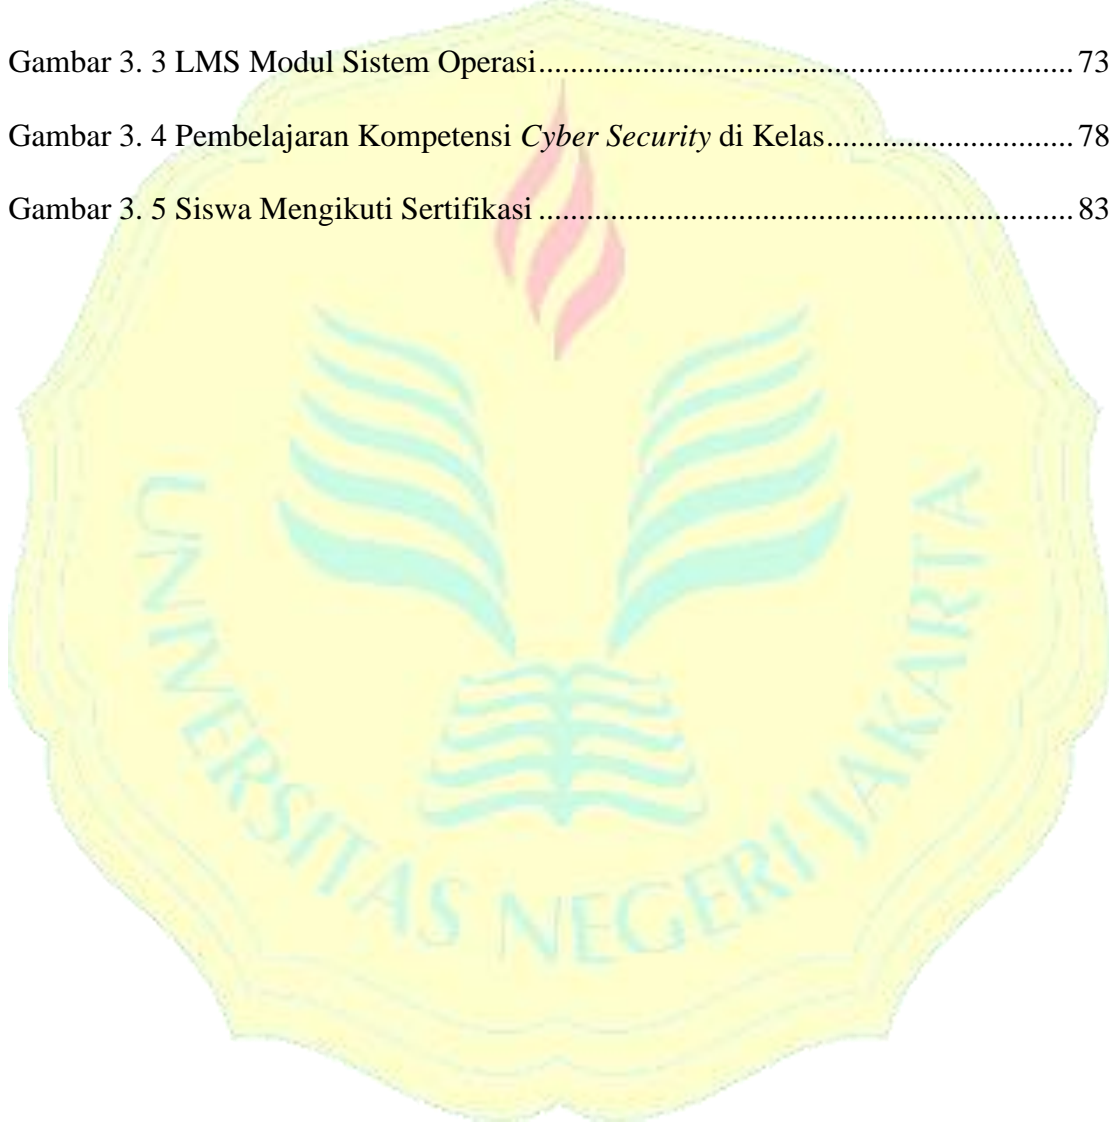 Gambar 3. 3 LMS Modul Sistem Operasi.................................................................. 73
Gambar 3. 4 Pembelajaran Kompetensi Cyber Security di Kelas.............................. 78
Gambar 3. 5 Siswa Mengikuti Sertifikasi .................................................................. 83
UNIVERSITAS NEGERI JAKARTA